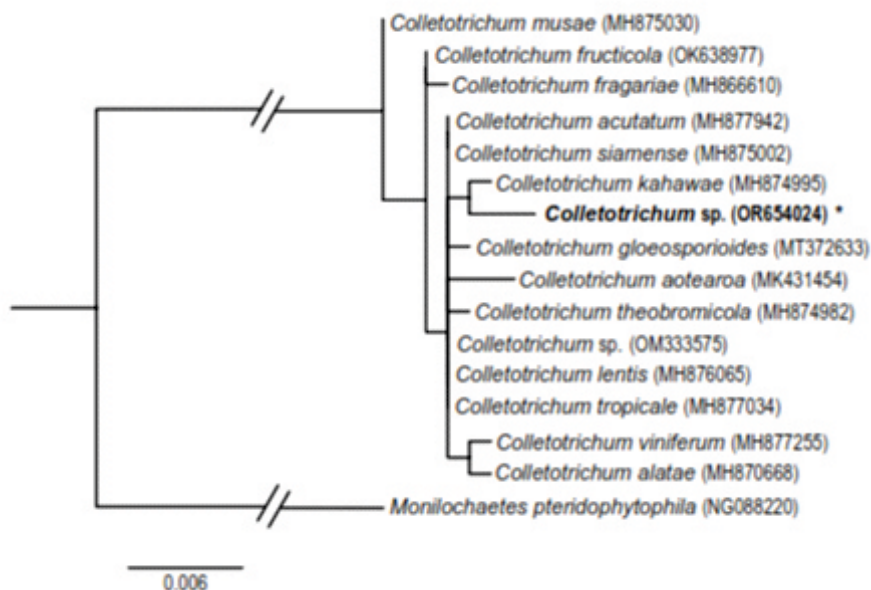 Colletotrichum musae (MH875030)
Colletotrichum fructicola (OK638977)
Colletotrichum fragariae (MH866610)
Colletotrichum acutatum (MH877942)
Colletotrichum siamense (MH875002)
Colletotrichum kahawae (MH874995)
Colletotrichum sp. (OR654024) *
Colletotrichum gloeosporioides (MT372633)
Colletotrichum aotearoa (MK431454)
Colletotrichum theobromicola (MH874982)
Colletotrichum sp. (OM333575)
Colletotrichum lentis (MH876065)
Colletotrichum tropicale (MH877034)
Colletotrichum viniferum (MH877255)
Colletotrichum alatae (MH870668)
Monilochaetes pteridophytophila (NG088220)
0.006